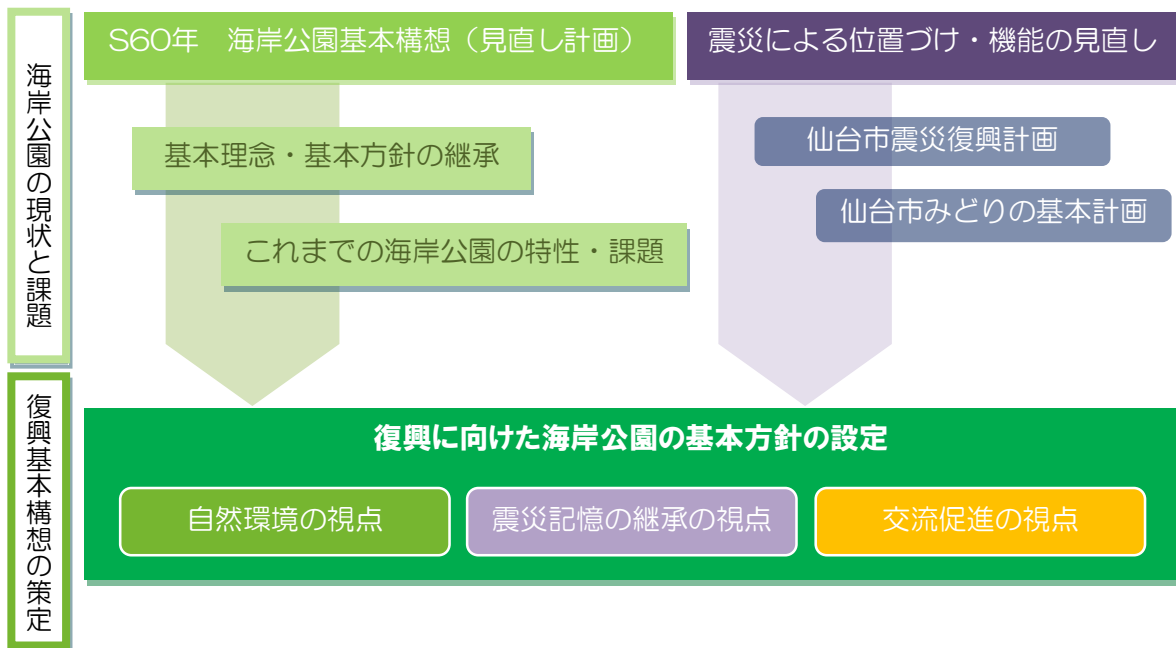 海岸公園の現状と課題
S60年 海岸公園基本構想（見直し計画）
震災による位置づけ・機能の見直し
基本理念・基本方針の継承
仙台市震災復興計画
仙台市みどりの基本計画
これまでの海岸公園の特性・課題
復興基本構想の策定
復興に向けた海岸公園の基本方針の設定
自然環境の視点
震災記憶の継承の視点
交流促進の視点